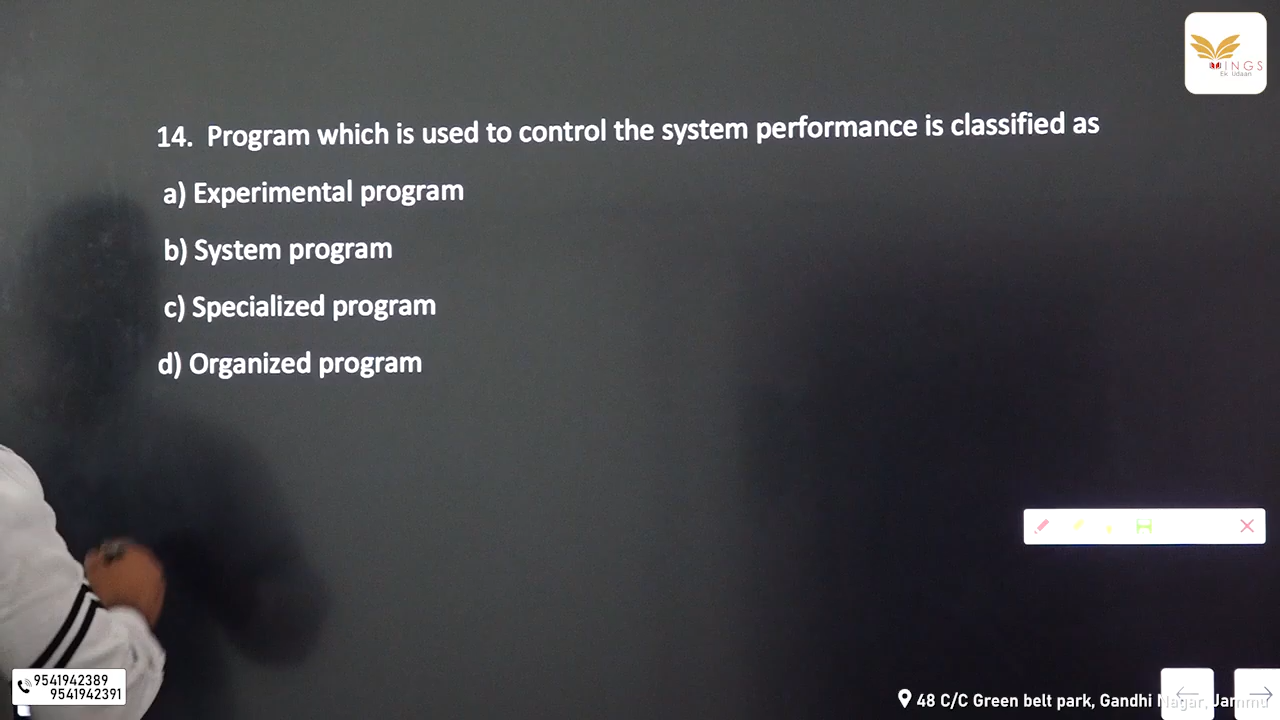 WINGS
Ek Udaan
14. Program which is used to control the system performance is classified as
a) Experimental program
b) System program
c) Specialized program
d) Organized program
9541942389
9541942391
48 C/C Green belt park, Gandhi Nagar, Jammu